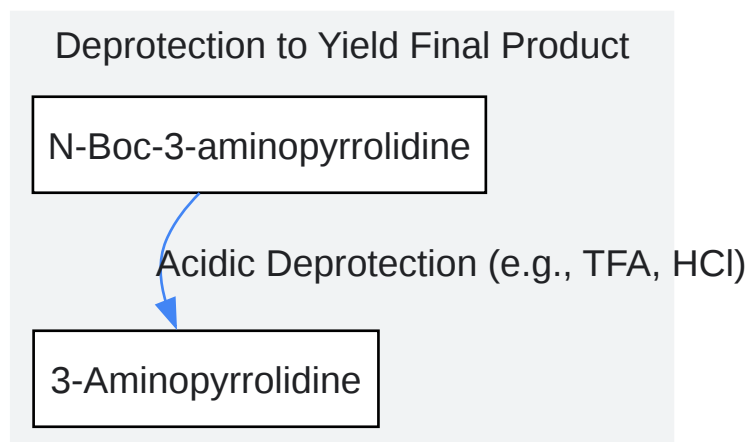 Deprotection to Yield Final Product
N-Boc-3-aminopyrrolidine
Acidic Deprotection (e.g., TFA, HCl)
3-Aminopyrrolidine